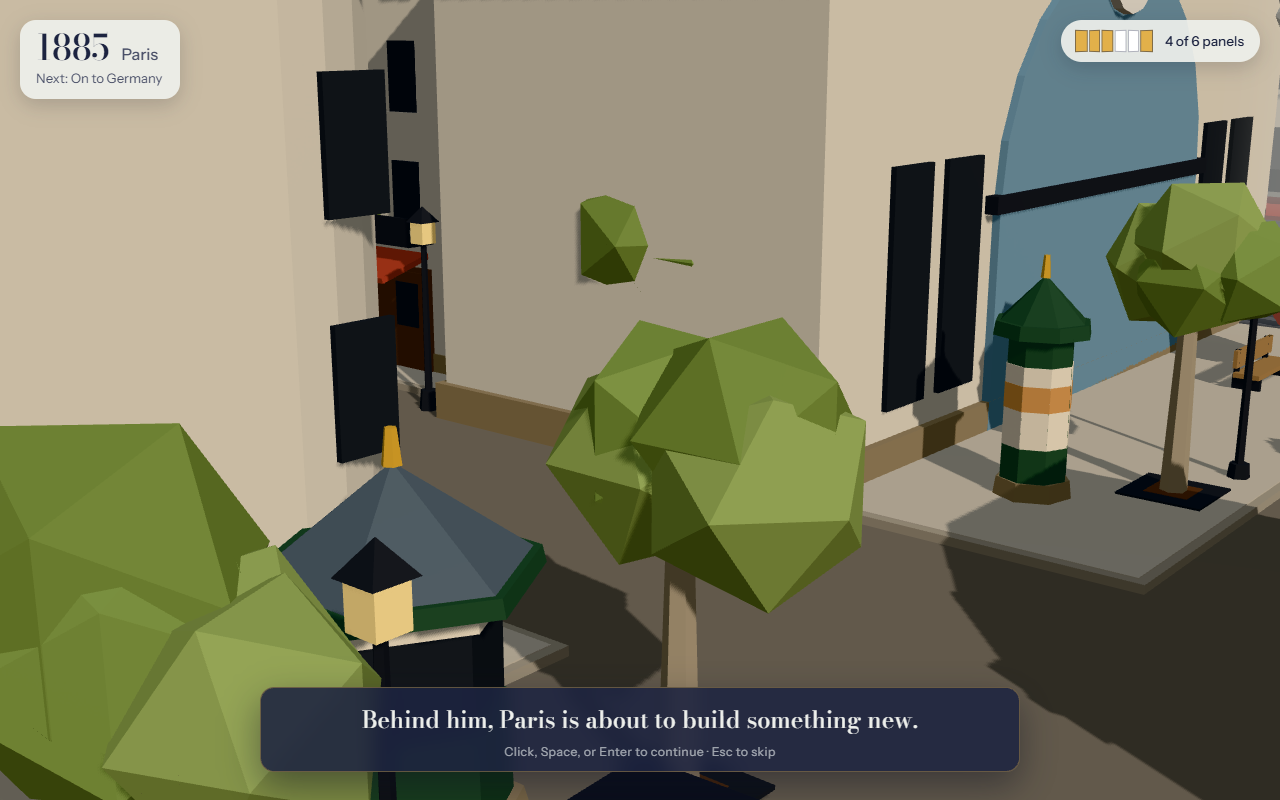 1885 Paris
Next: On to Germany
4 of 6 panels
Behind him, Paris is about to build something new.
Click, Space, or Enter to continue · Esc to skip